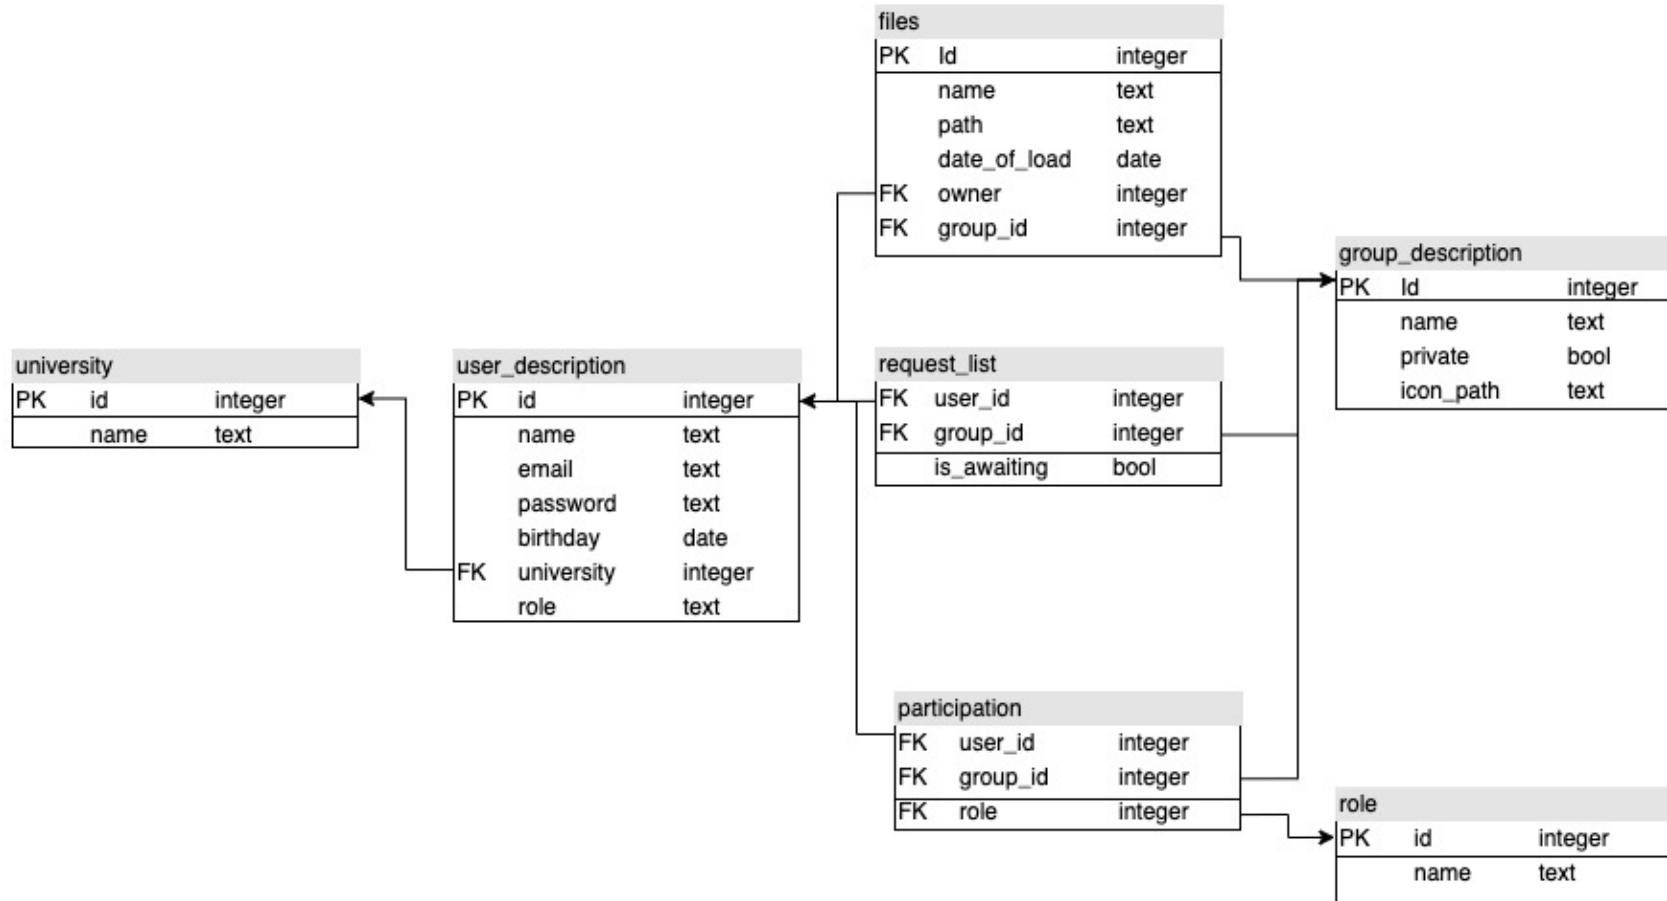 files
PK Id integer
name text
path text
date_of_load date
FK owner integer
FK group_id integer
group_description
PK Id integer
name text
private bool
icon_path text
university
PK id integer
name text
user_description
PK id integer
name text
email text
password text
birthday date
FK university integer
role text
request_list
FK user_id integer
FK group_id integer
is_awaiting bool
participation
FK user_id integer
FK group_id integer
FK role integer
role
PK id integer
name text